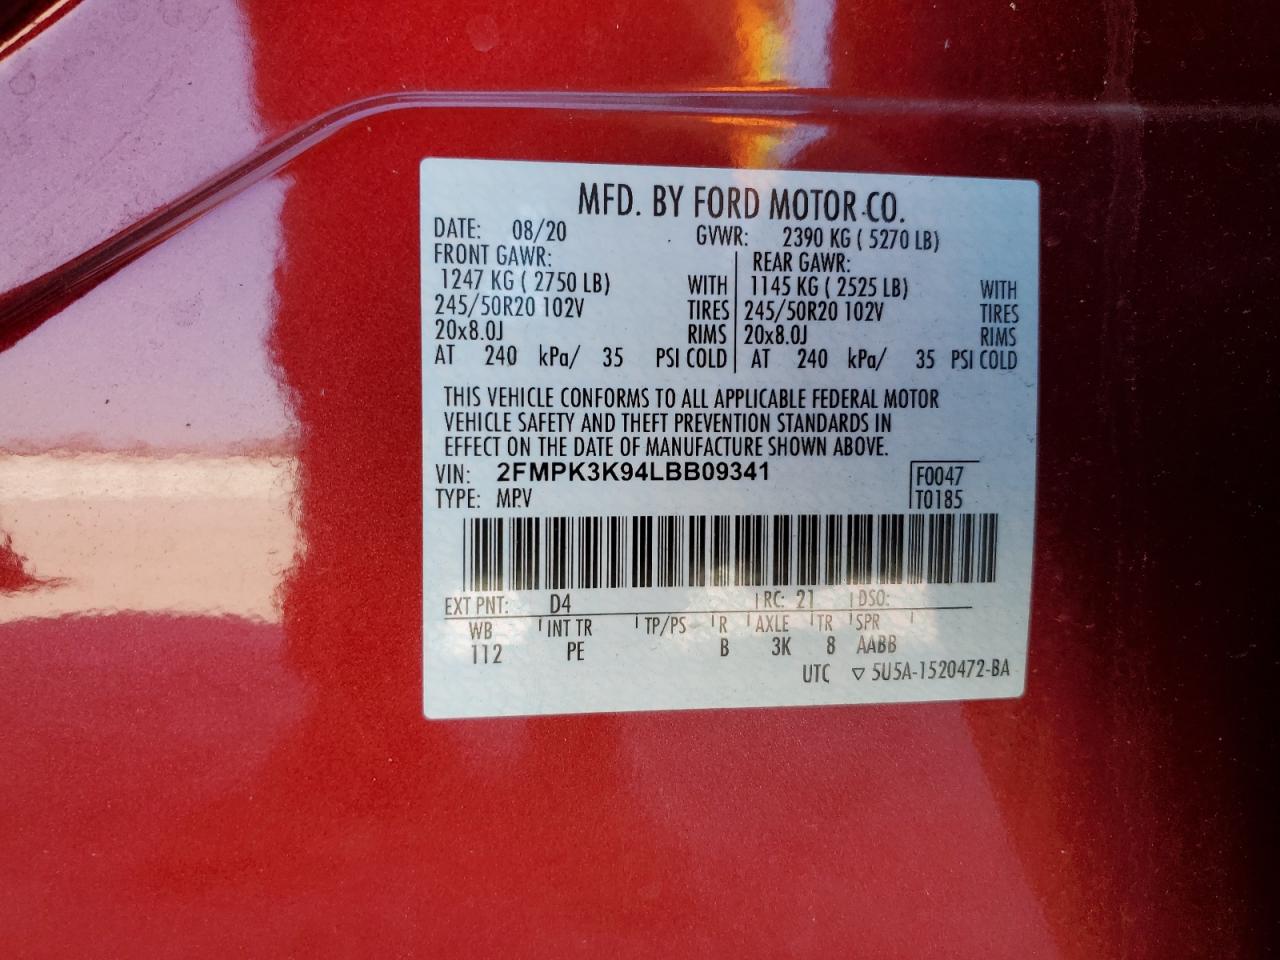 MFD. BY FORD MOTOR CO.
DATE: 08/20 GVWR: 2390 KG ( 5270 LB)
FRONT GAWR: REAR GAWR:
1247 KG ( 2750 LB) WITH 1145 KG ( 2525 LB) WITH
245/50R20 102V TIRES 245/50R20 102V TIRES
20x8.0J RIMS 20x8.0J RIMS
AT 240 kPa/ 35 PSI COLD AT 240 kPa/ 35 PSI COLD
THIS VEHICLE CONFORMS TO ALL APPLICABLE FEDERAL MOTOR
VEHICLE SAFETY AND THEFT PREVENTION STANDARDS IN
EFFECT ON THE DATE OF MANUFACTURE SHOWN ABOVE.
VIN: 2FMPK3K94LBB09341 F0047
TYPE: MPV T0185
EXT PNT: D4 RC: 21 DSO:
WB INT TR TP/PS R AXLE TR SPR
112 PE B 3K 8 AABB
UTC ▽ 5U5A-1520472-BA